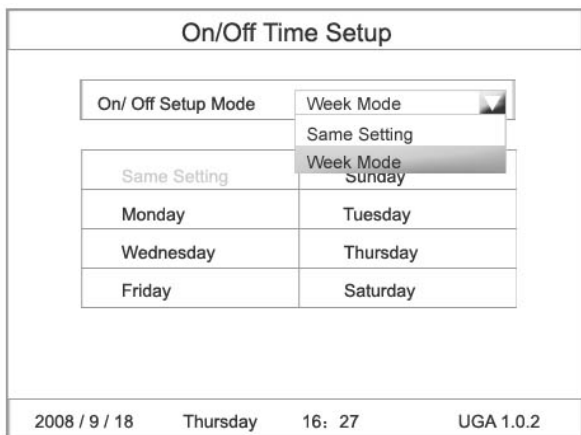 On/Off Time Setup
On/ Off Setup Mode Week Mode
Same Setting
Week Mode
Same Setting Sunday
Monday Tuesday
Wednesday Thursday
Friday Saturday
2008 / 9 / 18 Thursday 16：27 UGA 1.0.2